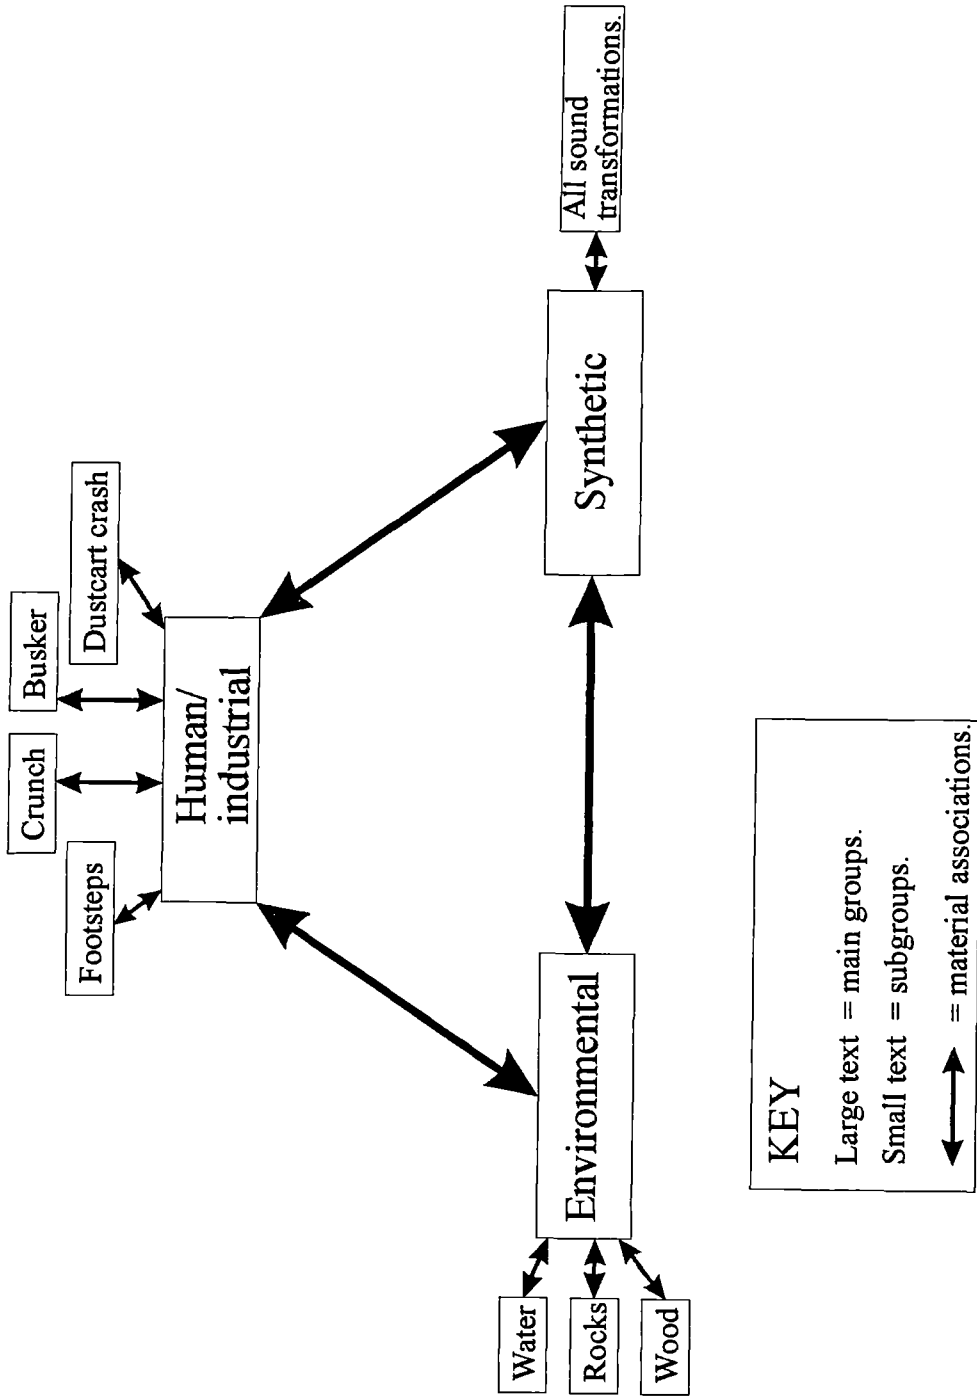 Footsteps
Crunch
Busker
Dustcart crash
Human/
industrial
Water
Rocks
Wood
Environmental
Synthetic
All sound
transformations.
KEY
Large text = main groups.
Small text = subgroups.
= material associations.